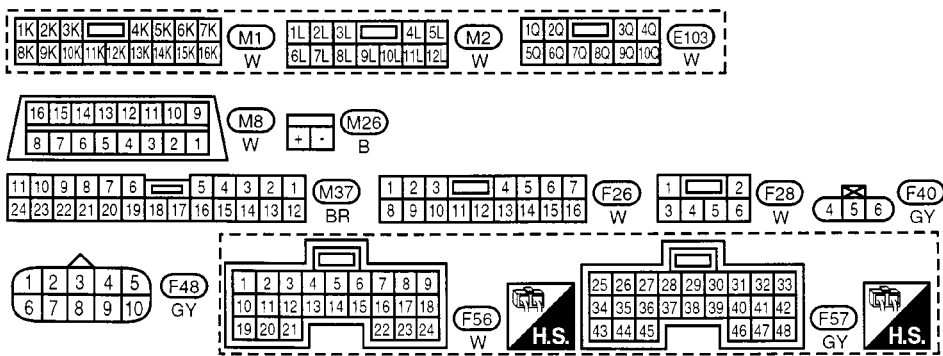 1K 2K 3K 4K 5K 6K 7K M1 1L 2L 3L 4L 5L M2 1Q 2Q 3Q 4Q E103
8K 9K 10K 11K 12K 13K 14K 15K 16K W 6L 7L 8L 9L 10L 11L 12L W 5Q 6Q 7Q 8Q 9Q 10Q W
16 15 14 13 12 11 10 9 M8 M26
8 7 6 5 4 3 2 1 W + - B
11 10 9 8 7 6 5 4 3 2 1 M37 1 2 3 4 5 6 7 F26 1 2 F28 F40
24 23 22 21 20 19 18 17 16 15 14 13 12 BR 8 9 10 11 12 13 14 15 16 W 3 4 5 6 W 4 5 6 GY
1 2 3 4 5 F48 1 2 3 4 5 6 7 8 9 25 26 27 28 29 30 31 32 33
6 7 8 9 10 GY 10 11 12 13 14 15 16 17 18 F56 34 35 36 37 38 39 40 41 42 F57
19 20 21 22 23 24 W H.S. 43 44 45 46 47 48 GY H.S.